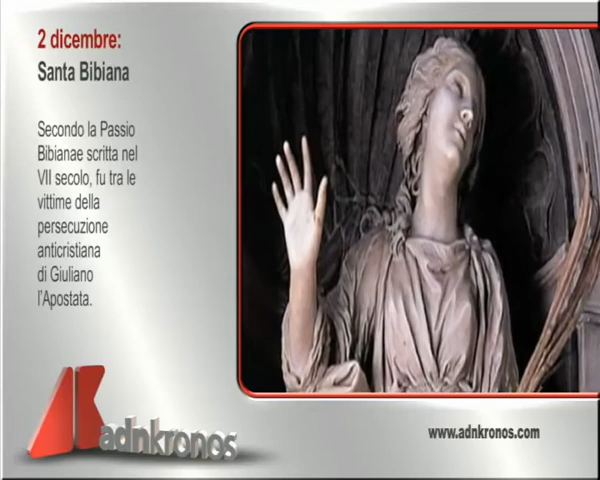 2 dicembre:
Santa Bibiana
Secondo la Passio
Bibianae scritta nel
VII secolo, fu tra le
vittime della
persecuzione
anticristiana
di Giuliano
l'Apostata.
adnkronos
www.adnkronos.com